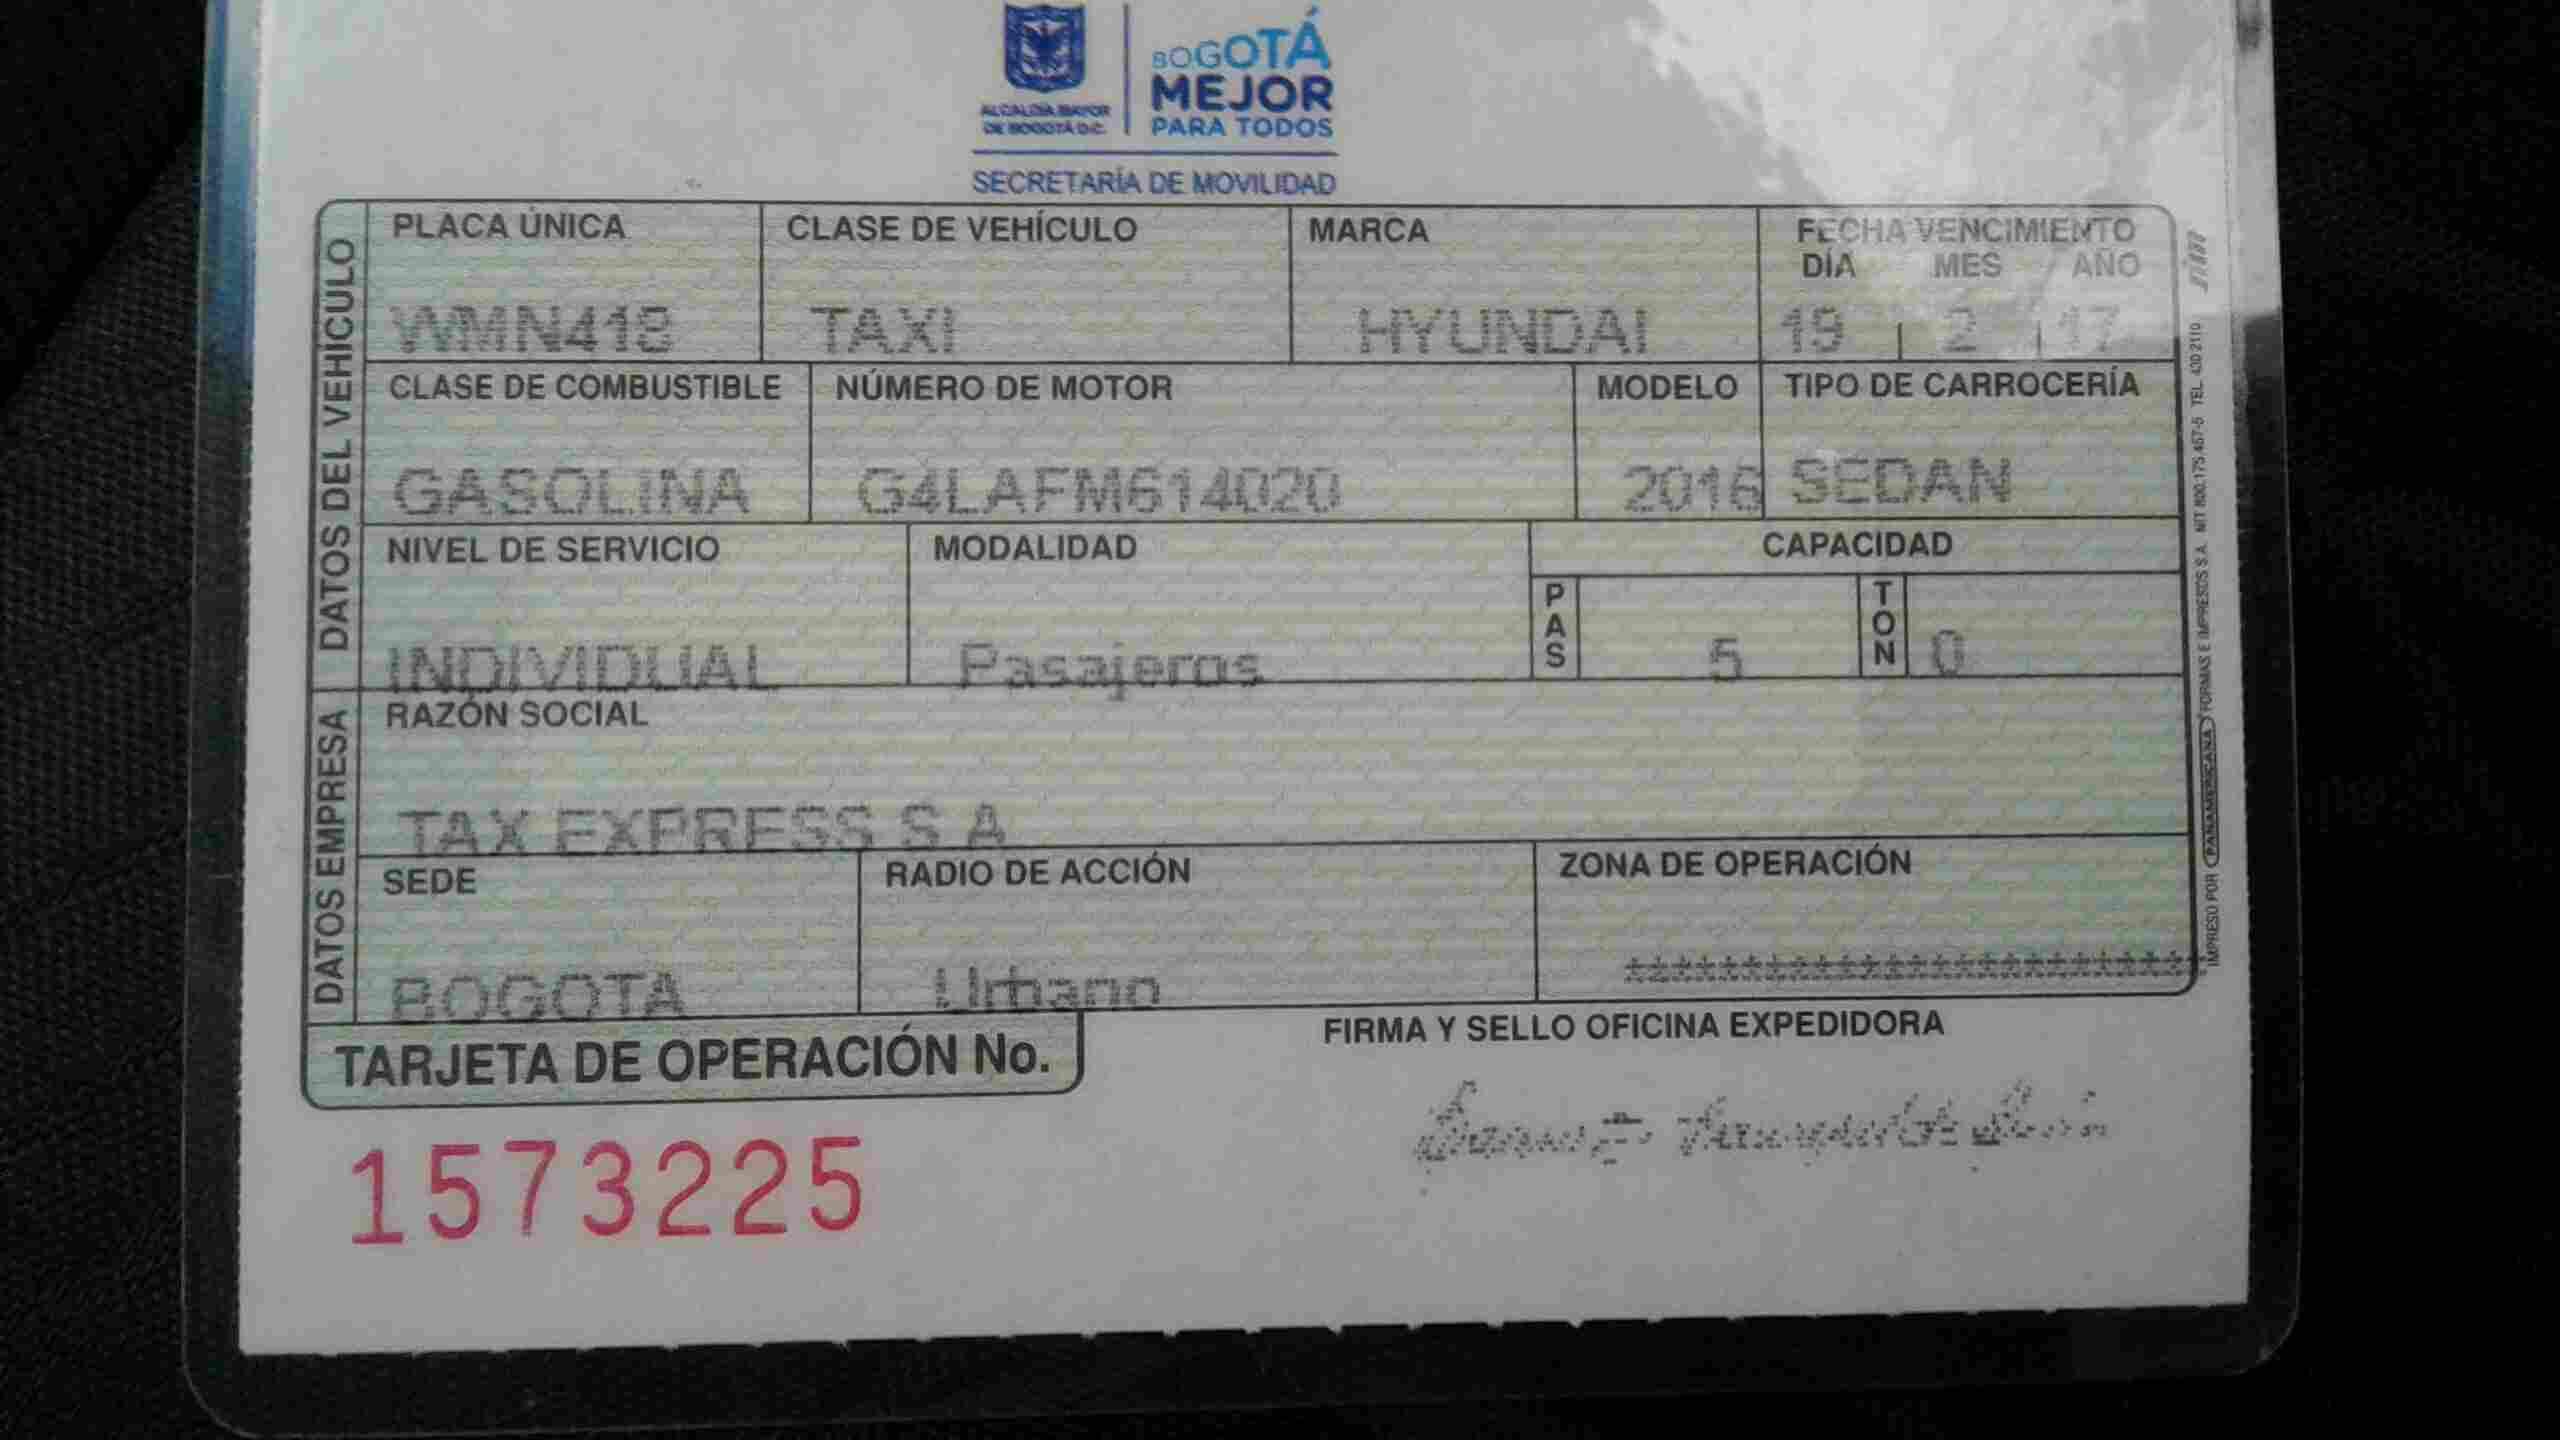 ALCALDÍA MAYOR
DE BOGOTÁ D.C.
BOGOTÁ
MEJOR
PARA TODOS
SECRETARÍA DE MOVILIDAD
DATOS DEL VEHÍCULO
PLACA ÚNICA CLASE DE VEHÍCULO MARCA FECHA VENCIMIENTO
DÍA MES AÑO
WMN418 TAXI HYUNDAI 2 17
CLASE DE COMBUSTIBLE NÚMERO DE MOTOR MODELO TIPO DE CARROCERÍA
GASOLINA G4LAFM614020 2016 SEDAN
NIVEL DE SERVICIO MODALIDAD CAPACIDAD
INDIVIDUAL Pasajeros PAS 5 TON 0
DATOS EMPRESA
RAZÓN SOCIAL
TAX EXPRESS S A
SEDE RADIO DE ACCIÓN ZONA DE OPERACIÓN
BOGOTA Urbano ************************
TARJETA DE OPERACIÓN No.
FIRMA Y SELLO OFICINA EXPEDIDORA
1573225
IMPRESO POR PANAMERICANA FORMAS E IMPRESOS S.A. NIT 800.175.457-5 TEL 430 2110